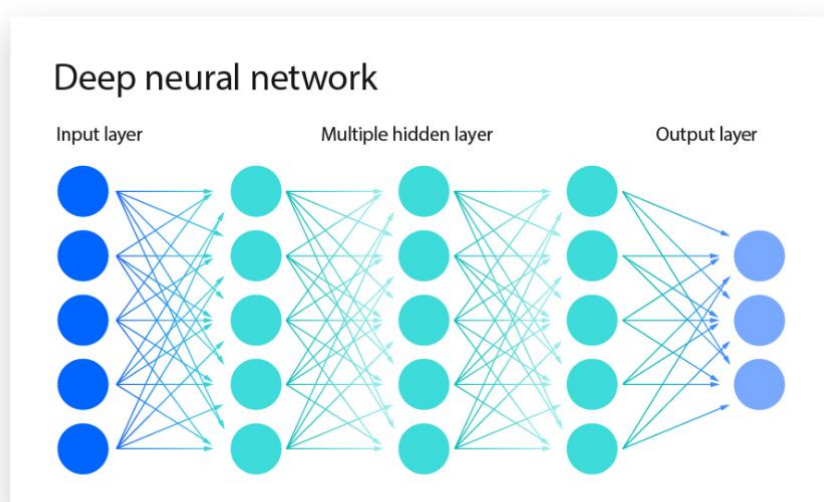 Deep neural network
Input layer
Multiple hidden layer
Output layer